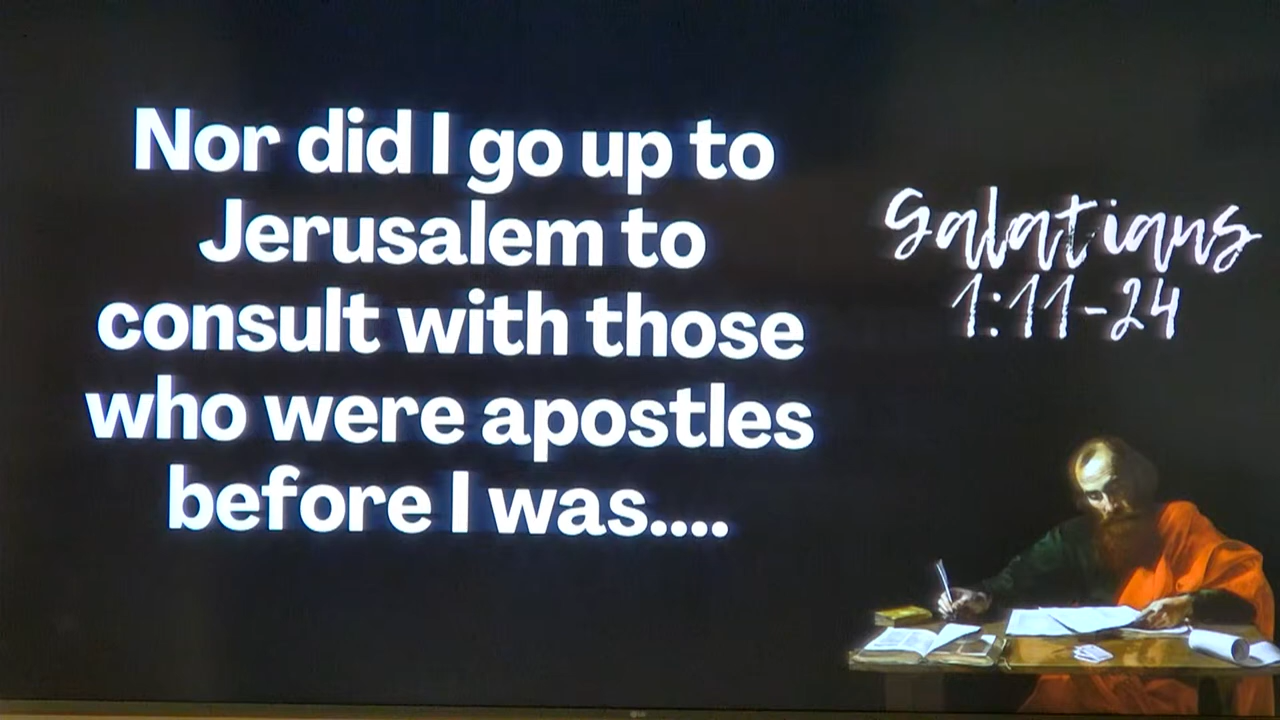 Nor did I go up to
Jerusalem to
consult with those
who were apostles
before I was....
Galatians
1:11-24
LG